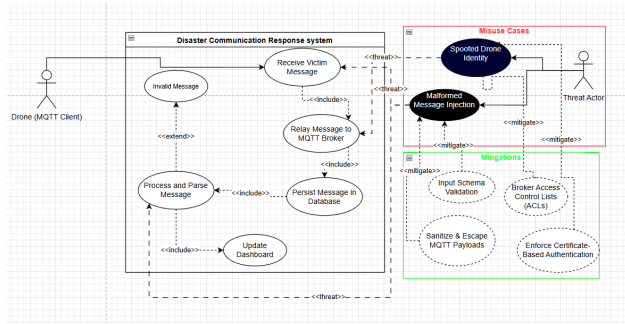 Disaster Communication Response system
Misuse Cases
Receive Victim
Message
Spoofed Drone
Identity
<<threat>>
Invalid Message
Drone (MQTT Client)
Threat Actor
<<threat>>
Malformed
Message Injection
<<include>>
<<mitigate>>
<<extend>>
Relay Message to
MQTT Broker
<<mitigate>>
<<mitigate>>
Mitigations
<<include>>
<<mitigate>>
Process and Parse
Message
<<include>>
Persist Message in
Database
Input Schema
Validation
Broker Access
Control Lists
(ACLs)
<<include>>
Update
Dashboard
Sanitize & Escape
MQTT Payloads
Enforce Certificate-
Based Authentication
<<threat>>